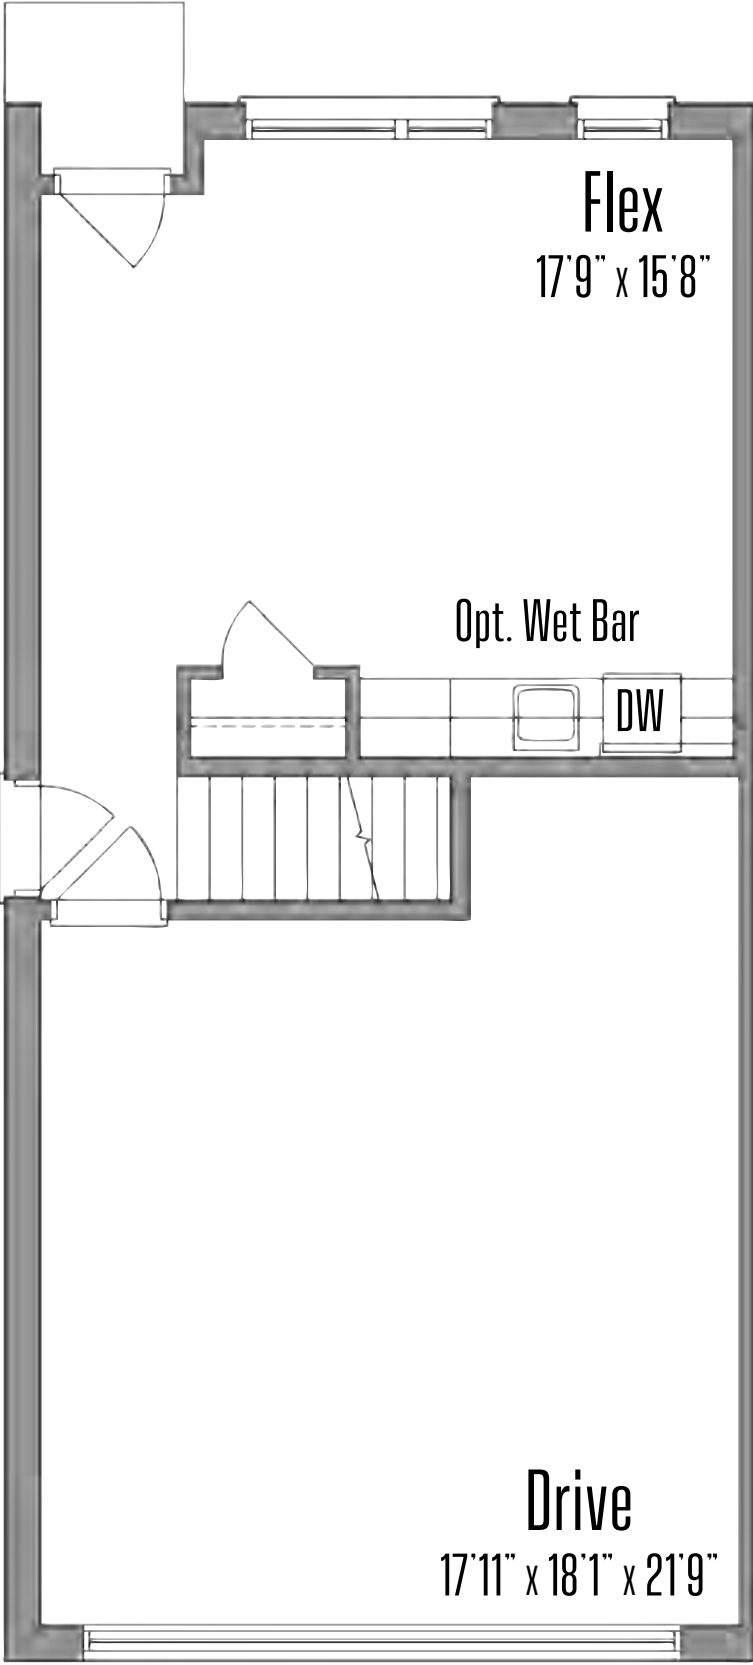 Flex
17'9” x 15'8”
Opt. Wet Bar
DW
Drive
17'11” x 18'1” x 21'9”